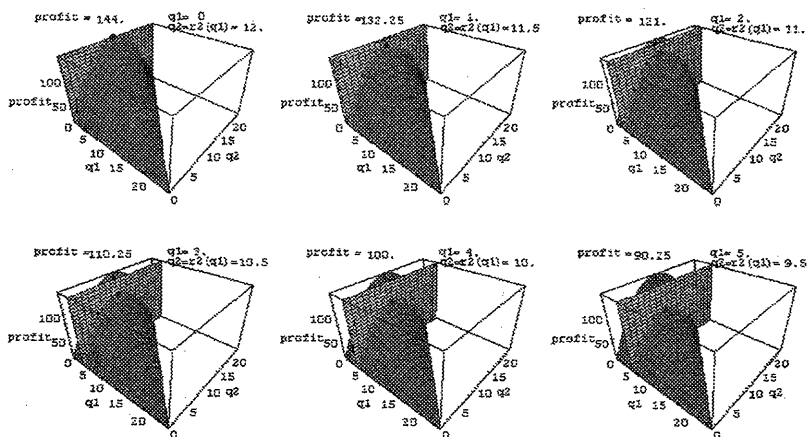 profit = 144. q1= 0
q2=r2(q1)= 12.
100
profit 50
0
5
10
q1 15
20
0
5
10 q2
15
20
profit = 132.25 q1= 1.
q2=r2(q1)=11.5
100
profit 50
0
5
10
q1 15
20
0
5
10 q2
15
20
profit = 121. q1= 2.
q2=r2(q1)= 11.
100
profit 50
0
5
10
q1 15
20
0
5
10 q2
15
20
profit =110.25 q1= 3.
q2=r2(q1)=10.5
100
profit 50
0
5
10
q1 15
20
0
5
10 q2
15
20
profit = 100. q1= 4.
q2=r2(q1)= 10.
100
profit 50
0
5
10
q1 15
20
0
5
10 q2
15
20
profit = 90.25 q1= 5.
q2=r2(q1)= 9.5
100
profit 50
0
5
10
q1 15
20
0
5
10 q2
15
20